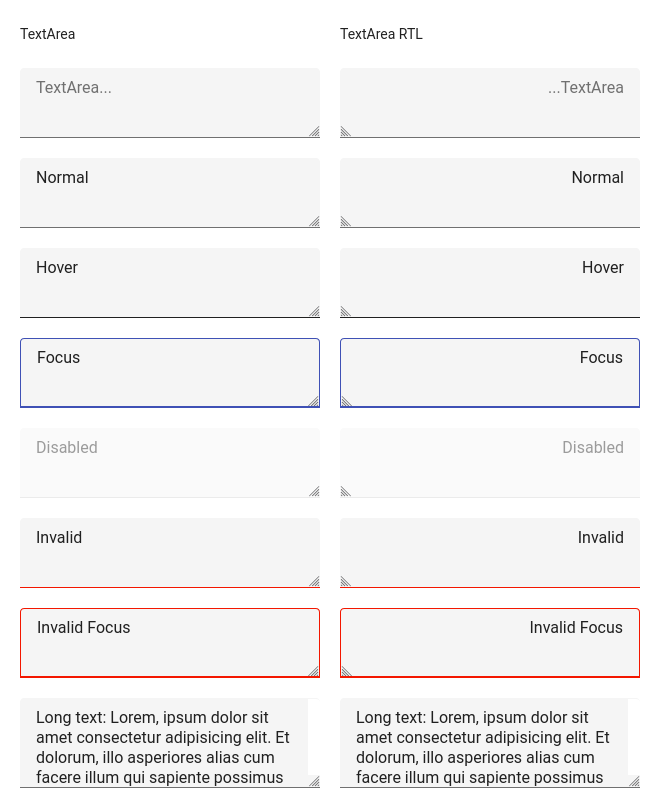 TextArea
TextArea RTL
TextArea...
...TextArea
Normal
Normal
Hover
Hover
Focus
Focus
Disabled
Disabled
Invalid
Invalid
Invalid Focus
Invalid Focus
Long text: Lorem, ipsum dolor sit
amet consectetur adipisicing elit. Et
dolorum, illo asperiores alias cum
facere illum qui sapiente possimus
Long text: Lorem, ipsum dolor sit
amet consectetur adipisicing elit. Et
dolorum, illo asperiores alias cum
facere illum qui sapiente possimus